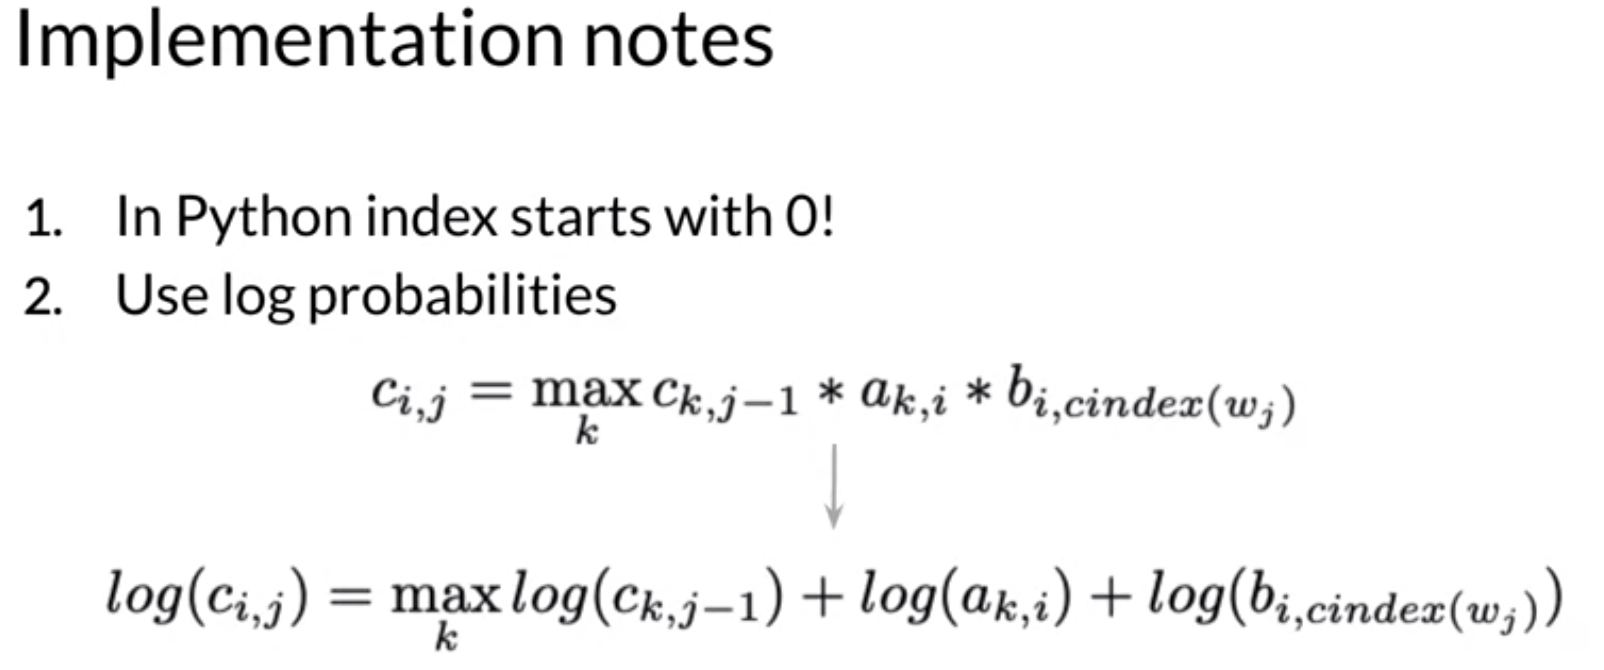 Implementation notes
1. In Python index starts with 0!
2. Use log probabilities
$c_{i,j} = \max_k c_{k,j-1} * a_{k,i} * b_{i,cindex(w_j)}$
$log(c_{i,j}) = \max_k log(c_{k,j-1}) + log(a_{k,i}) + log(b_{i,cindex(w_j)})$